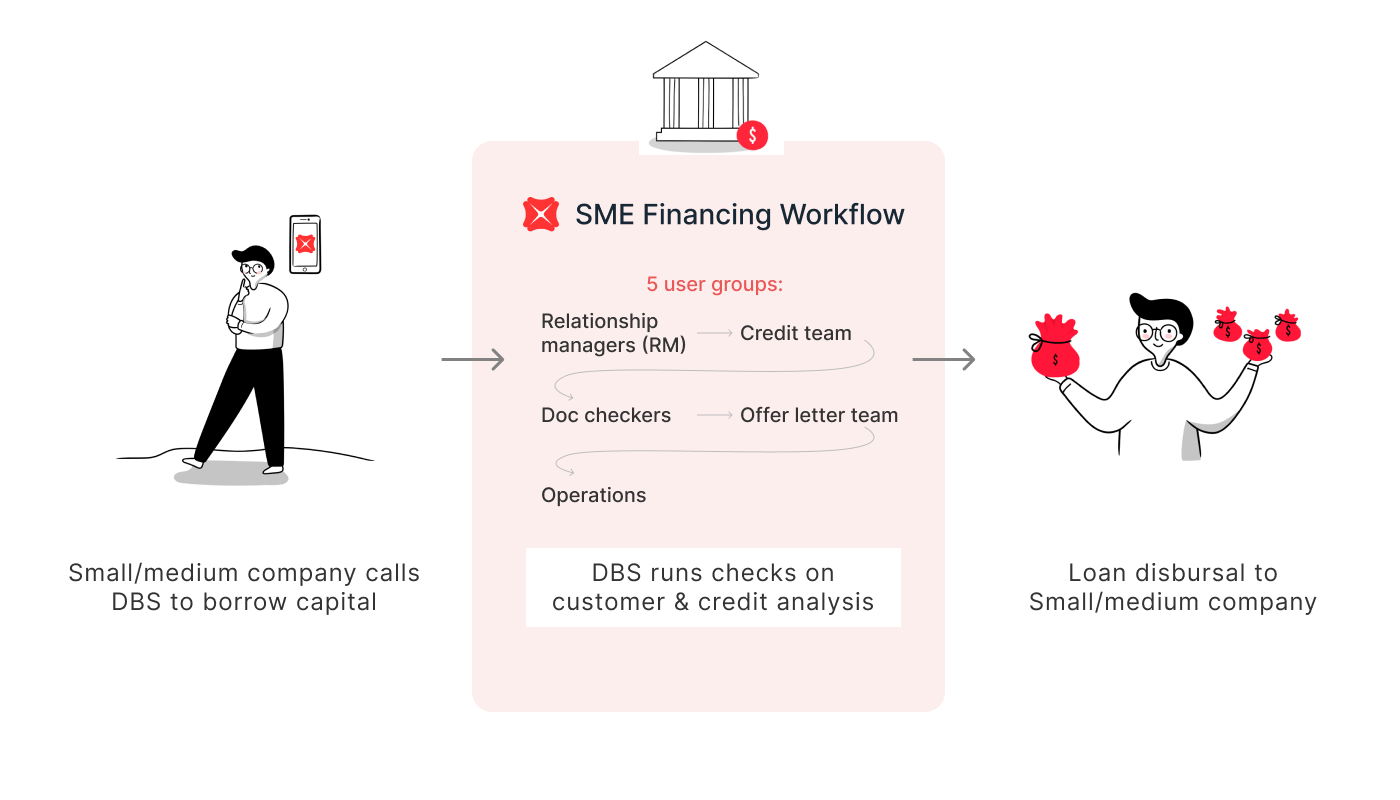 $
SME Financing Workflow
5 user groups:
Relationship
managers (RM)
Credit team
Doc checkers
Offer letter team
Operations
$
$
$
$
Small/medium company calls
DBS to borrow capital
DBS runs checks on
customer & credit analysis
Loan disbursal to
Small/medium company